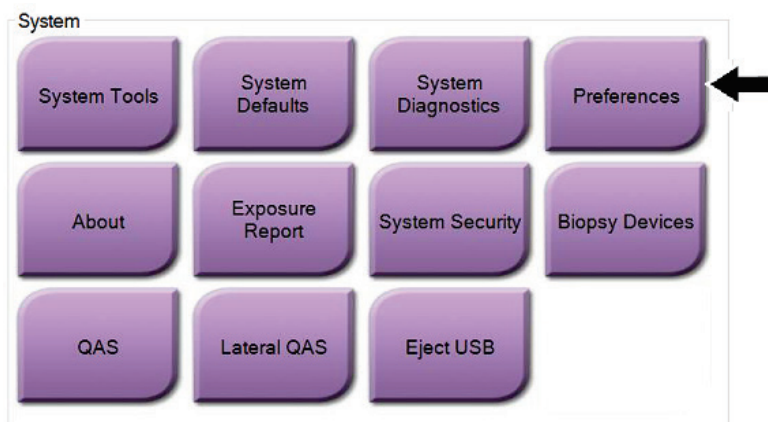 System
System Tools
System
Defaults
System
Diagnostics
Preferences
About
Exposure
Report
System Security
Biopsy Devices
QAS
Lateral QAS
Eject USB